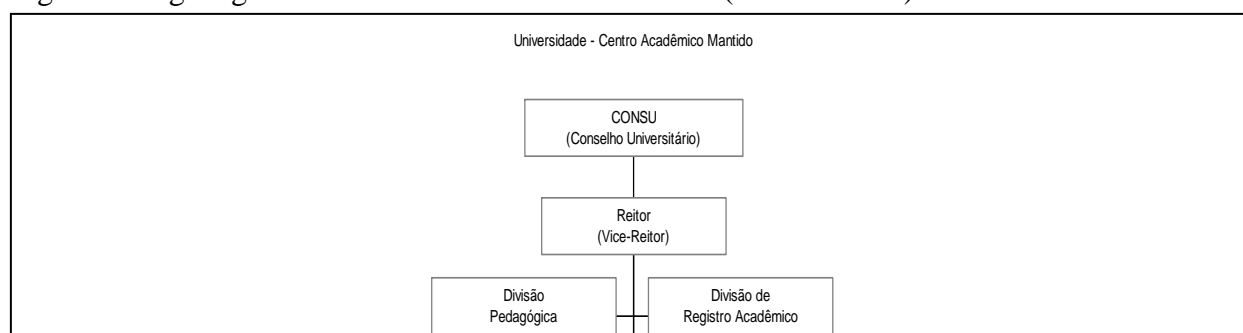 Universidade - Centro Acadêmico Mantido
CONSU
(Conselho Universitário)
Reitor
(Vice-Reitor)
Divisão
Pedagógica
Divisão de
Registro Acadêmico